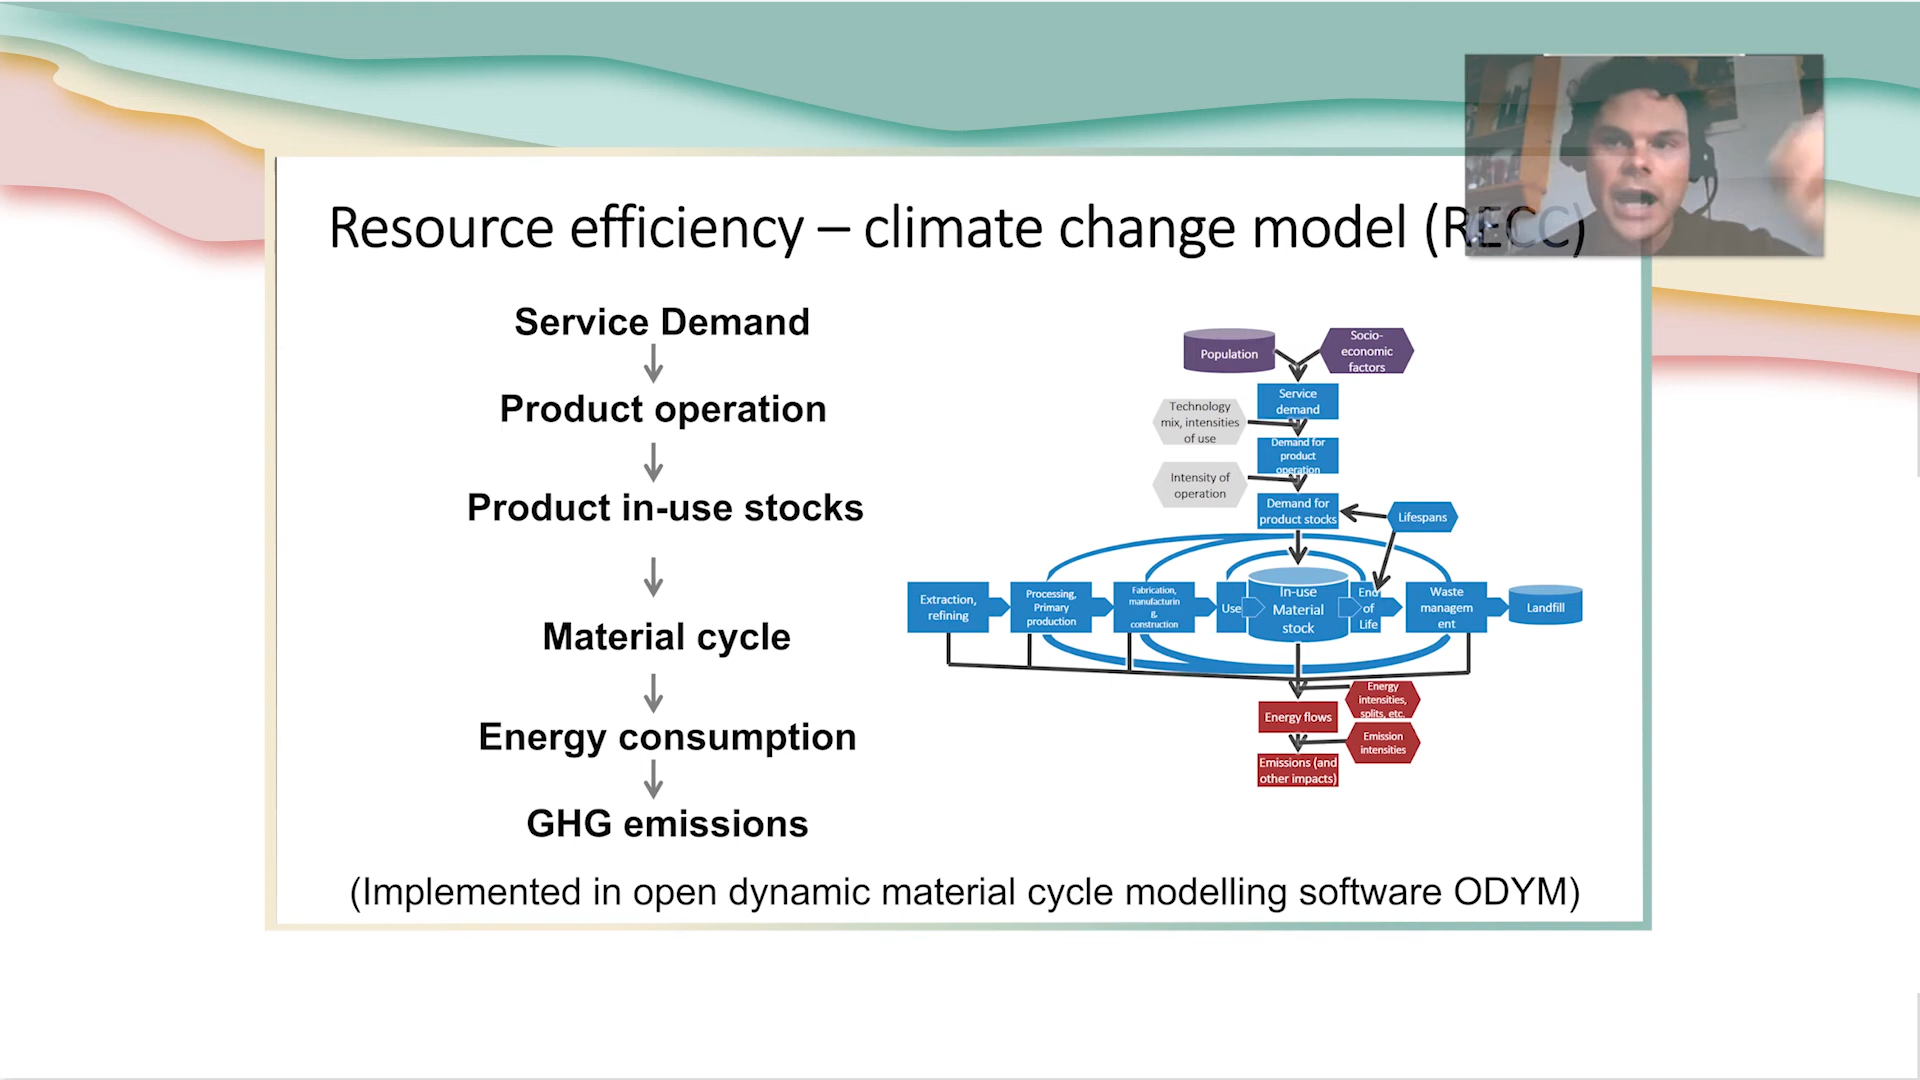 Resource efficiency – climate change model (RECC)
Service Demand
Product operation
Product in-use stocks
Material cycle
Energy consumption
GHG emissions
Population
Socio-
economic
factors
Service
demand
Technology
mix, intensities
of use
Demand for
product
operation
Intensity of
operation
Demand for
product stocks
Lifespans
Extraction,
refining
Processing,
Primary
production
Fabrication,
manufacturin
g,
construction
Use
In-use
Material
stock
End
of
Life
Waste
managem
ent
Landfill
Energy
intensities,
splits, etc.
Energy flows
Emission
intensities
Emissions (and
other impacts)
(Implemented in open dynamic material cycle modelling software ODYM)